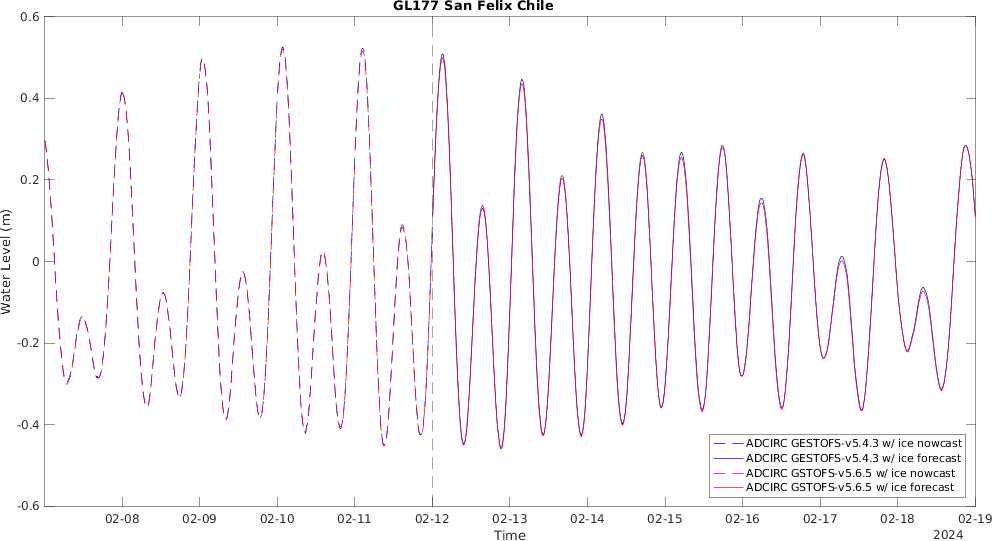 GL177 San Felix Chile
0.6
0.4
0.2
0
-0.2
-0.4
-0.6
Water Level (m)
ADCIRC GESTOFS-v5.4.3 w/ ice nowcast
ADCIRC GESTOFS-v5.4.3 w/ ice forecast
ADCIRC GSTOFS-v5.6.5 w/ ice nowcast
ADCIRC GSTOFS-v5.6.5 w/ ice forecast
02-08 02-09 02-10 02-11 02-12 02-13 02-14 02-15 02-16 02-17 02-18 02-19
Time
2024